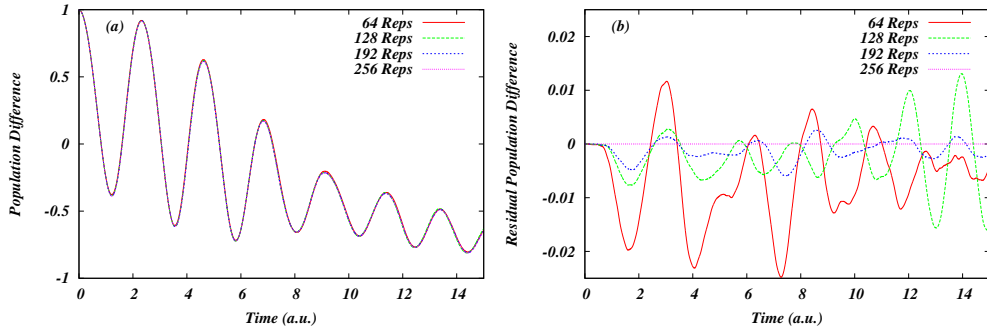 (a)
64 Reps
128 Reps
192 Reps
256 Reps
Population Difference
1
0.5
0
-0.5
-1
0 2 4 6 8 10 12 14
Time (a.u.)
(b)
64 Reps
128 Reps
192 Reps
256 Reps
Residual Population Difference
0.02
0.01
0
-0.01
-0.02
0 2 4 6 8 10 12 14
Time (a.u.)